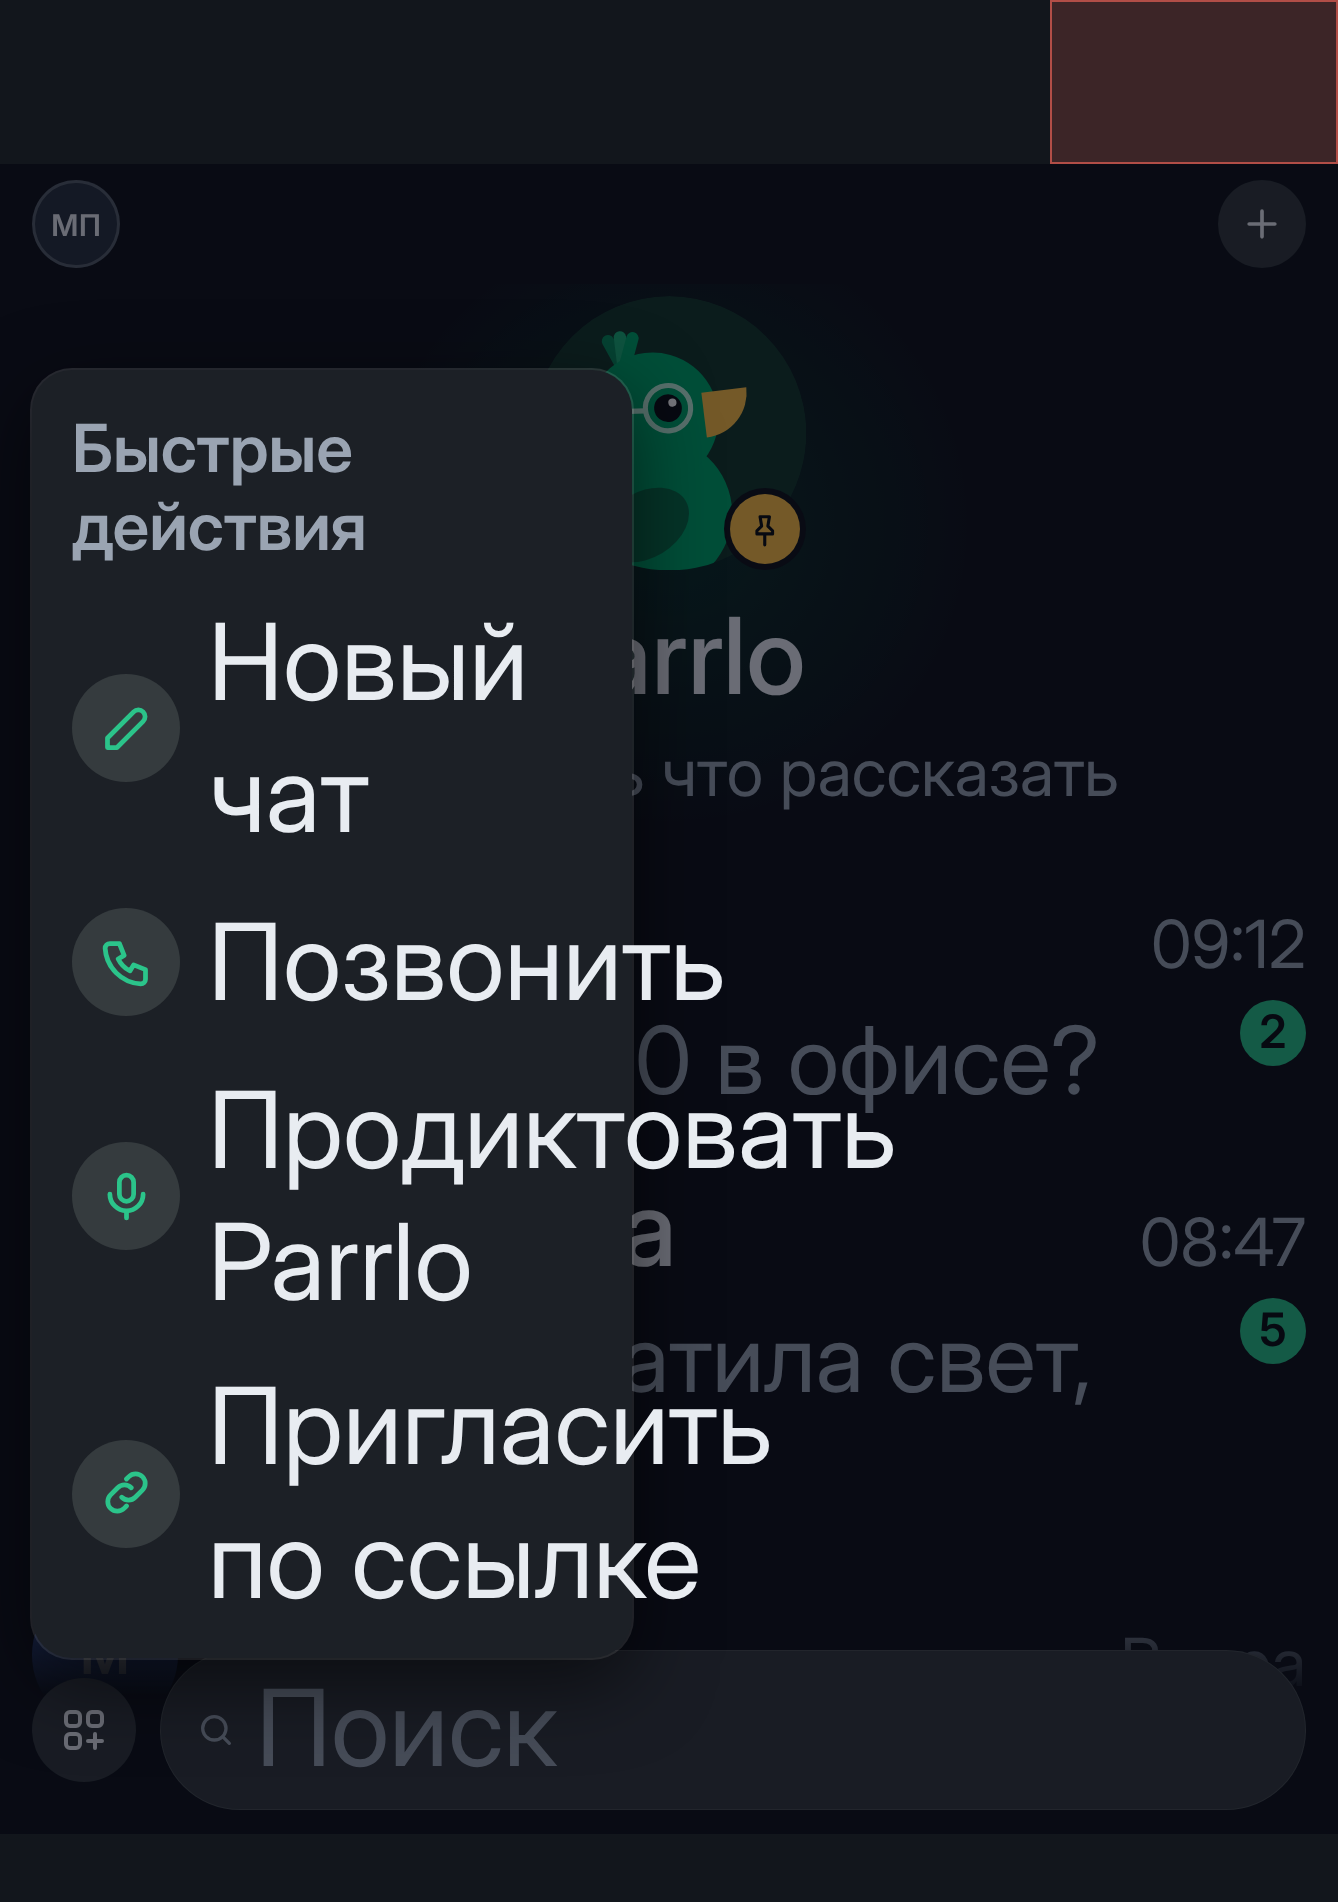 МП
Быстрые
действия
Новый
чат
Позвонить
Продиктовать
Parrlo
Пригласить
по ссылке
arrlo
что рассказать
09:12
0 в офисе?
2
а
08:47
атила свет,
5
М
Поиск